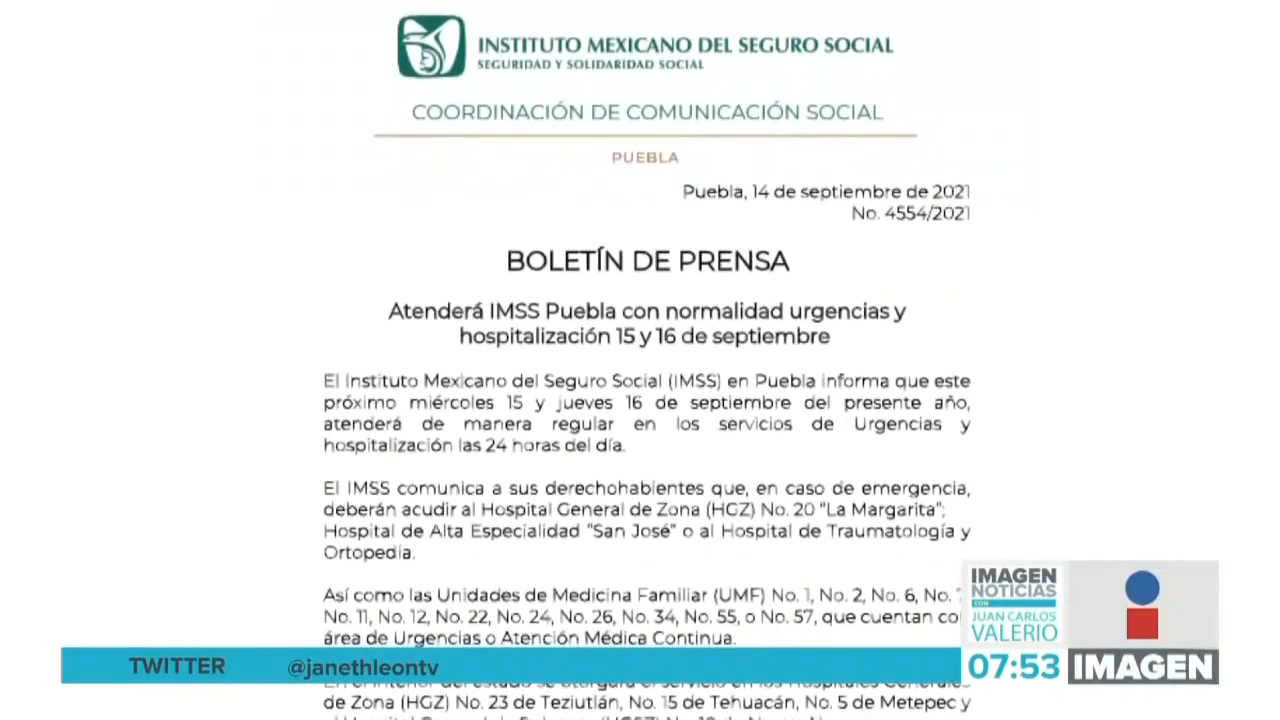 INSTITUTO MEXICANO DEL SEGURO SOCIAL
SEGURIDAD Y SOLIDARIDAD SOCIAL
COORDINACIÓN DE COMUNICACIÓN SOCIAL
PUEBLA
Puebla, 14 de septiembre de 2021
No. 4554/2021
BOLETÍN DE PRENSA
Atenderá IMSS Puebla con normalidad urgencias y
hospitalización 15 y 16 de septiembre
El Instituto Mexicano del Seguro Social (IMSS) en Puebla informa que este
próximo miércoles 15 y jueves 16 de septiembre del presente año,
atenderá de manera regular en los servicios de Urgencias y
hospitalización las 24 horas del día.
El IMSS comunica a sus derechohabientes que, en caso de emergencia,
deberán acudir al Hospital General de Zona (HGZ) No. 20 "La Margarita";
Hospital de Alta Especialidad "San José" o al Hospital de Traumatología y
Ortopedia.
Así como las Unidades de Medicina Familiar (UMF) No. 1, No. 2, No. 6, No.
No. 11, No. 12, No. 22, No. 24, No. 26, No. 34, No. 55, o No. 57, que cuentan co
área de Urgencias o Atención Médica Continua.
de Zona (HGZ) No. 23 de Teziutlán, No. 15 de Tehuacán, No. 5 de Metepec y
IMAGEN
NOTICIAS
CON
JUAN CARLOS
VALERIO
TWITTER @janethleontv
07:53 IMAGEN